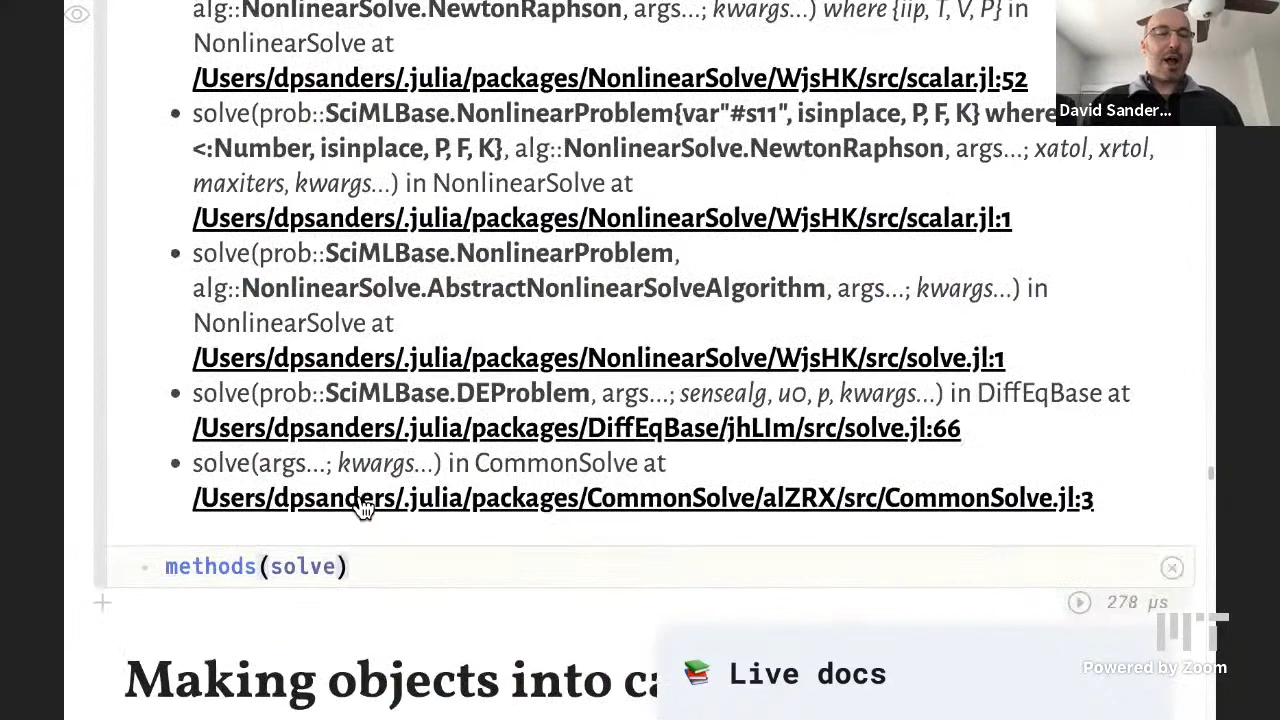 alg::NonlinearSolve.NewtonRaphson, args...; kwargs...) where {iip, T, V, P} in
NonlinearSolve at
/Users/dpsanders/.julia/packages/NonlinearSolve/WjsHK/src/scalar.jl:52
• solve(prob::SciMLBase.NonlinearProblem{var"#s11", isinplace, P, F, K} where
<:Number, isinplace, P, F, K}, alg::NonlinearSolve.NewtonRaphson, args...; xatol, xrtol,
maxiters, kwargs...) in NonlinearSolve at
/Users/dpsanders/.julia/packages/NonlinearSolve/WjsHK/src/scalar.jl:1
• solve(prob::SciMLBase.NonlinearProblem,
alg::NonlinearSolve.AbstractNonlinearSolveAlgorithm, args...; kwargs...) in
NonlinearSolve at
/Users/dpsanders/.julia/packages/NonlinearSolve/WjsHK/src/solve.jl:1
• solve(prob::SciMLBase.DEProblem, args...; sensealg, u0, p, kwargs...) in DiffEqBase at
/Users/dpsanders/.julia/packages/DiffEqBase/jhLIm/src/solve.jl:66
• solve(args...; kwargs...) in CommonSolve at
/Users/dpsanders/.julia/packages/CommonSolve/alZRX/src/CommonSolve.jl:3
methods(solve)
278 μs
Making objects into ca
Live docs
David Sander...
MIT
Powered by Zoom